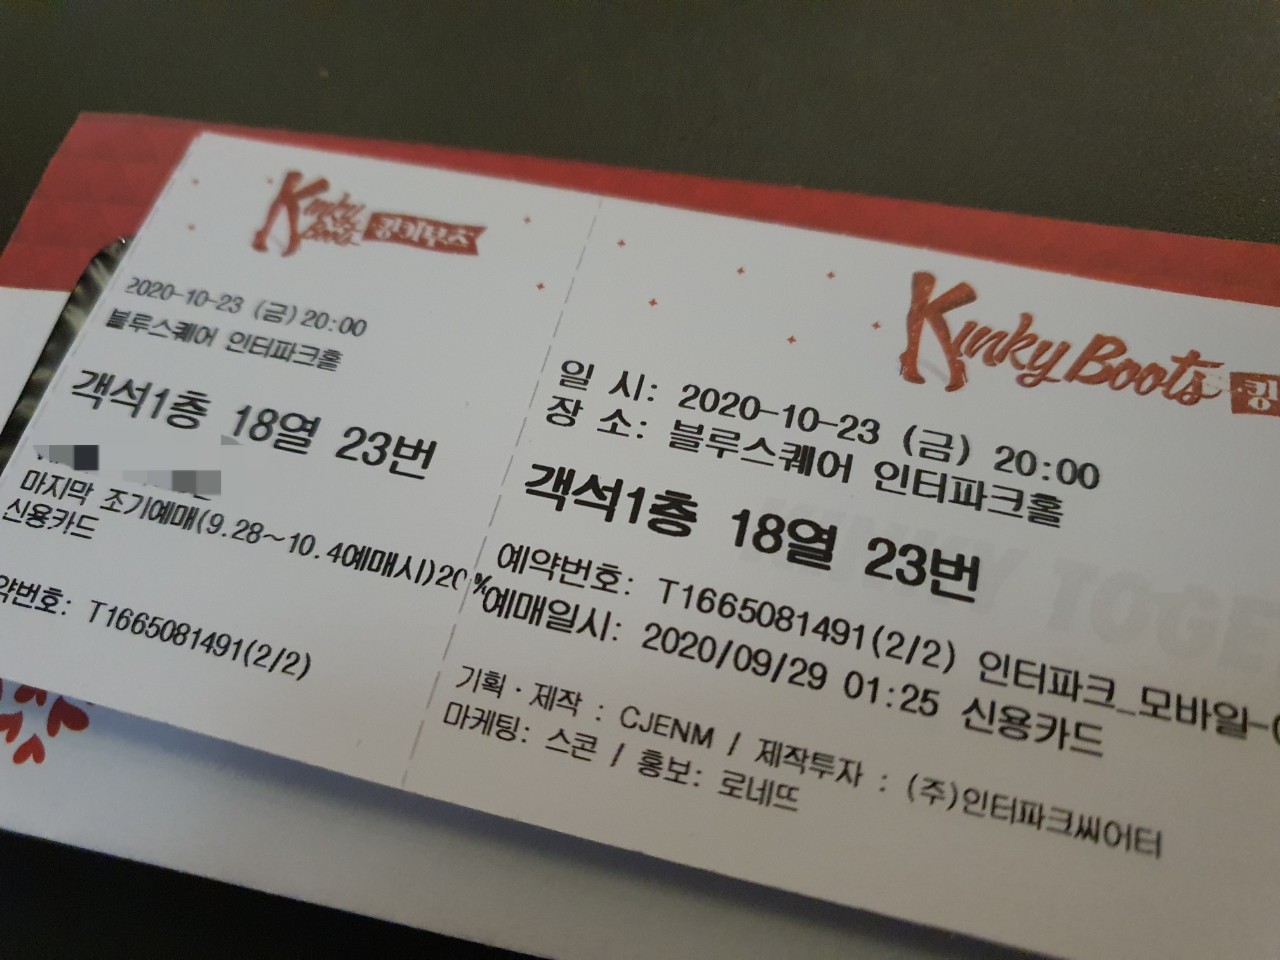 Kinky Boots 킹키부츠
2020-10-23 (금) 20:00
블루스퀘어 인터파크홀
객석1층 18열 23번
마지막 조기예매(9.28~10.4예매시)20%
신용카드
약번호: T1665081491(2/2)
Kinky Boots 킹
일 시: 2020-10-23 (금) 20:00
장 소: 블루스퀘어 인터파크홀
객석1층 18열 23번
예약번호: T1665081491(2/2) 인터파크_모바일-
예매일시: 2020/09/29 01:25 신용카드
기획·제작 : CJENM / 제작투자 : (주)인터파크씨어터
마케팅: 스콘 / 홍보: 로네뜨